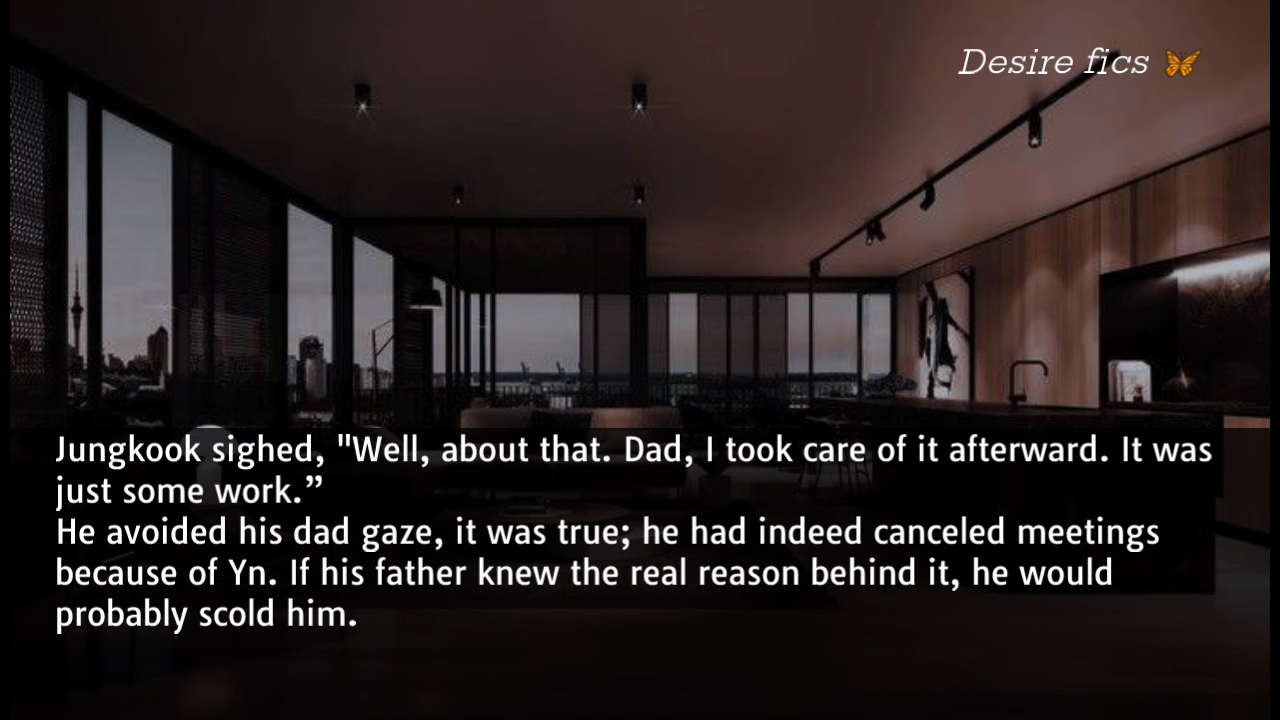 Desire fics 🦋
Jungkook sighed, "Well, about that. Dad, I took care of it afterward. It was
just some work.”
He avoided his dad gaze, it was true; he had indeed canceled meetings
because of Yn. If his father knew the real reason behind it, he would
probably scold him.